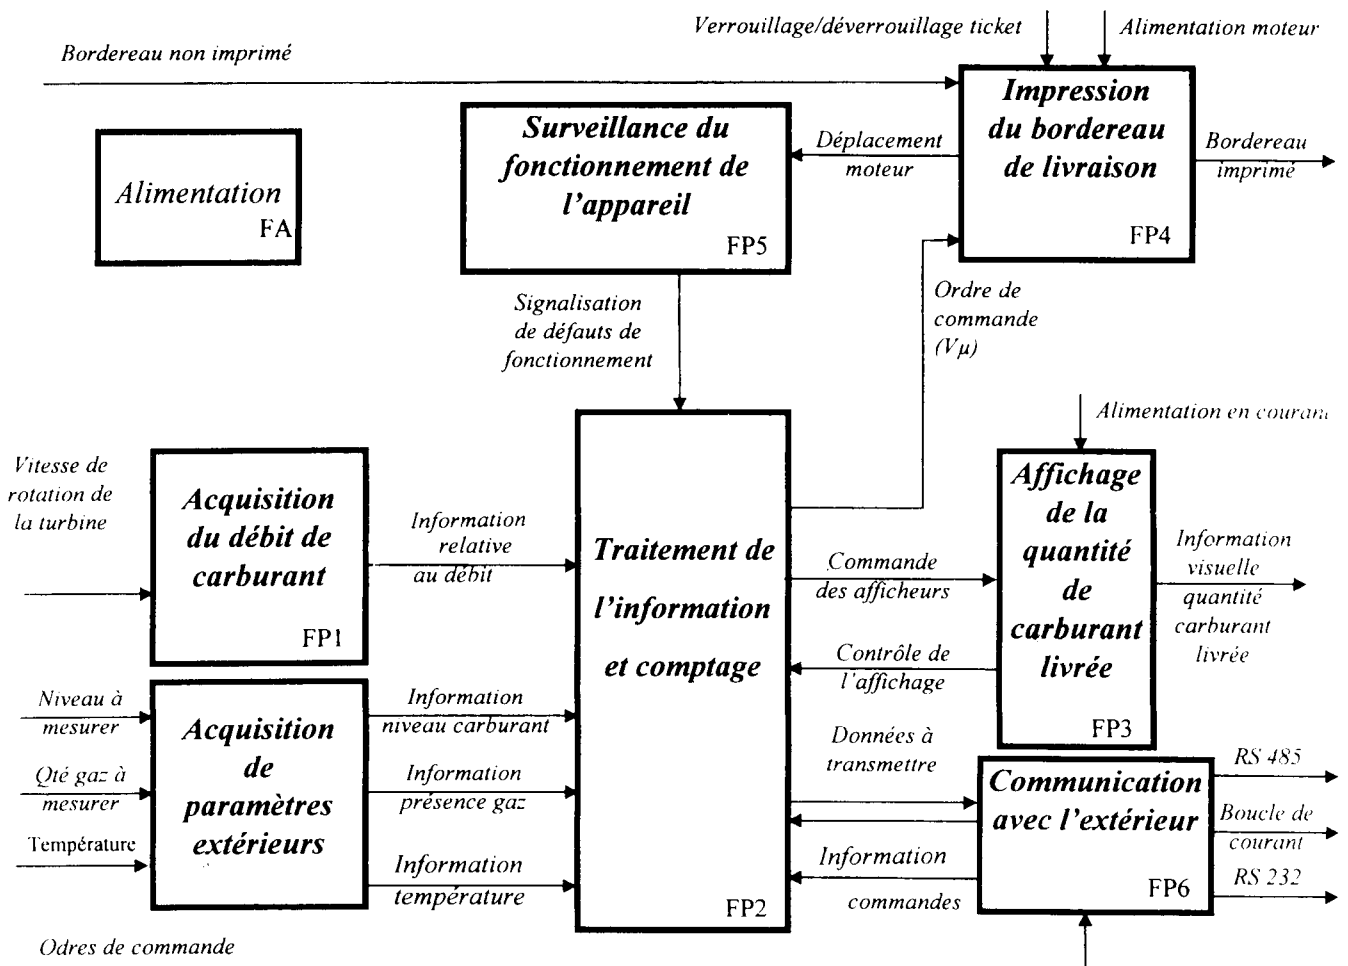 Verrouillage/déverrouillage ticket
Alimentation moteur
Bordereau non imprimé
Impression
du bordereau
de livraison
FP4
Surveillance du
fonctionnement de
l'appareil
FP5
Déplacement
moteur
Bordereau
imprimé
Alimentation
FA
Signalisation
de défauts de
fonctionnement
Ordre de
commande
(Vμ)
Alimentation en courant
Vitesse de
rotation de
la turbine
Acquisition
du débit de
carburant
FP1
Information
relative
au débit
Traitement de
l'information
et comptage
FP2
Commande
des afficheurs
Contrôle de
l'affichage
Affichage
de la
quantité
de
carburant
livrée
FP3
Information
visuelle
quantité
carburant
livrée
Niveau à
mesurer
Qté gaz à
mesurer
Température
Acquisition
de
paramètres
extérieurs
Information
niveau carburant
Information
présence gaz
Information
température
Données à
transmettre
Information
commandes
Communication
avec l'extérieur
FP6
RS 485
Boucle de
courant
RS 232
Odres de commande